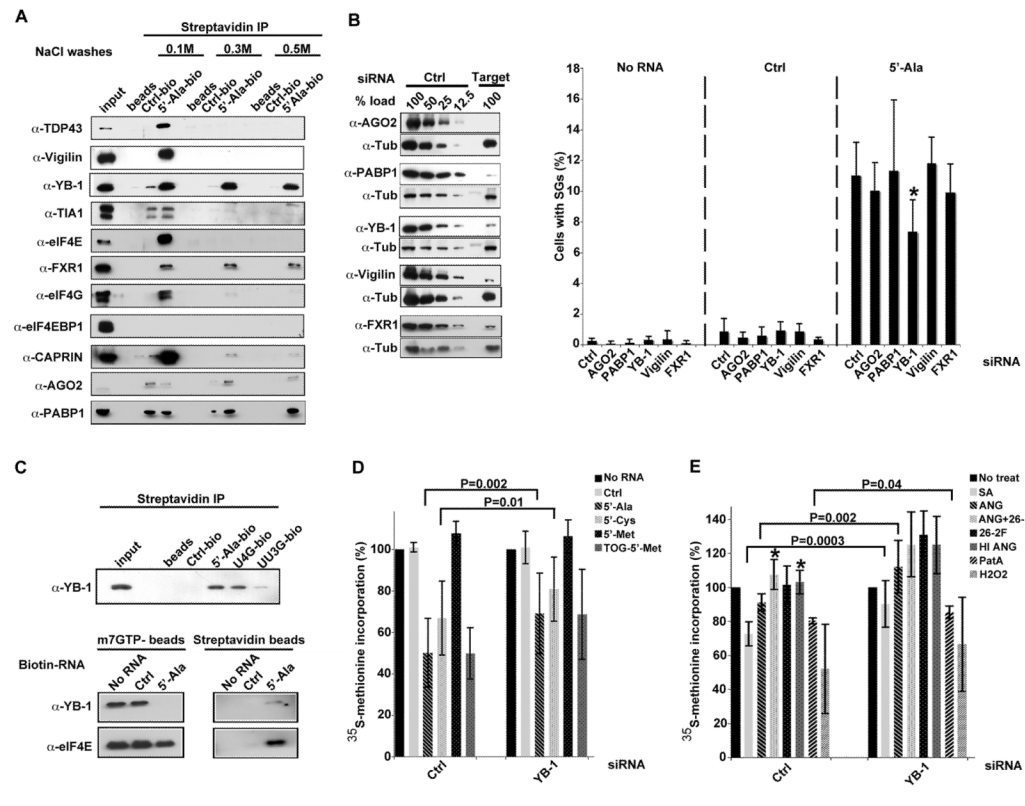 A
Streptavidin IP
NaCl washes
0.1M 0.3M 0.5M
input beads Ctrl-bio 5'-Ala-bio beads Ctrl-bio 5'-Ala-bio beads Ctrl-bio 5'Ala-bio
α-TDP43
α-Vigilin
α-YB-1
α-TIA1
α-eIF4E
α-FXR1
α-eIF4G
α-eIF4EBP1
α-CAPRIN
α-AGO2
α-PABP1
B
siRNA Ctrl Target
% load 100 50 25 12.5 100
α-AGO2
α-Tub
α-PABP1
α-Tub
α-YB-1
α-Tub
α-Vigilin
α-Tub
α-FXR1
α-Tub
No RNA Ctrl 5'-Ala
Cells with SGs (%)
18
16
14
12
10
8
6
4
2
0
*
Ctrl AGO2 PABP1 YB-1 Vigilin FXR1 Ctrl AGO2 PABP1 YB-1 Vigilin FXR1 Ctrl AGO2 PABP1 YB-1 Vigilin FXR1
siRNA
C
Streptavidin IP
input beads Ctrl-bio 5'-Ala-bio U4G-bio UU3G-bio
α-YB-1
m7GTP- beads Streptavidin beads
Biotin-RNA No RNA Ctrl 5'-Ala No RNA Ctrl 5'-Ala
α-YB-1
α-eIF4E
D
35S-methionine incorporation (%)
100
80
60
40
20
0
P=0.002
P=0.01
No RNA
Ctrl
5'-Ala
5'-Cys
5'-Met
TOG-5'-Met
Ctrl YB-1 siRNA
E
35S-methionine incorporation (%)
140
120
100
80
60
40
20
0
P=0.04
P=0.002
P=0.0003
* *
No treat
SA
ANG
ANG+26-
26-2F
HI ANG
PatA
H2O2
Ctrl YB-1 siRNA